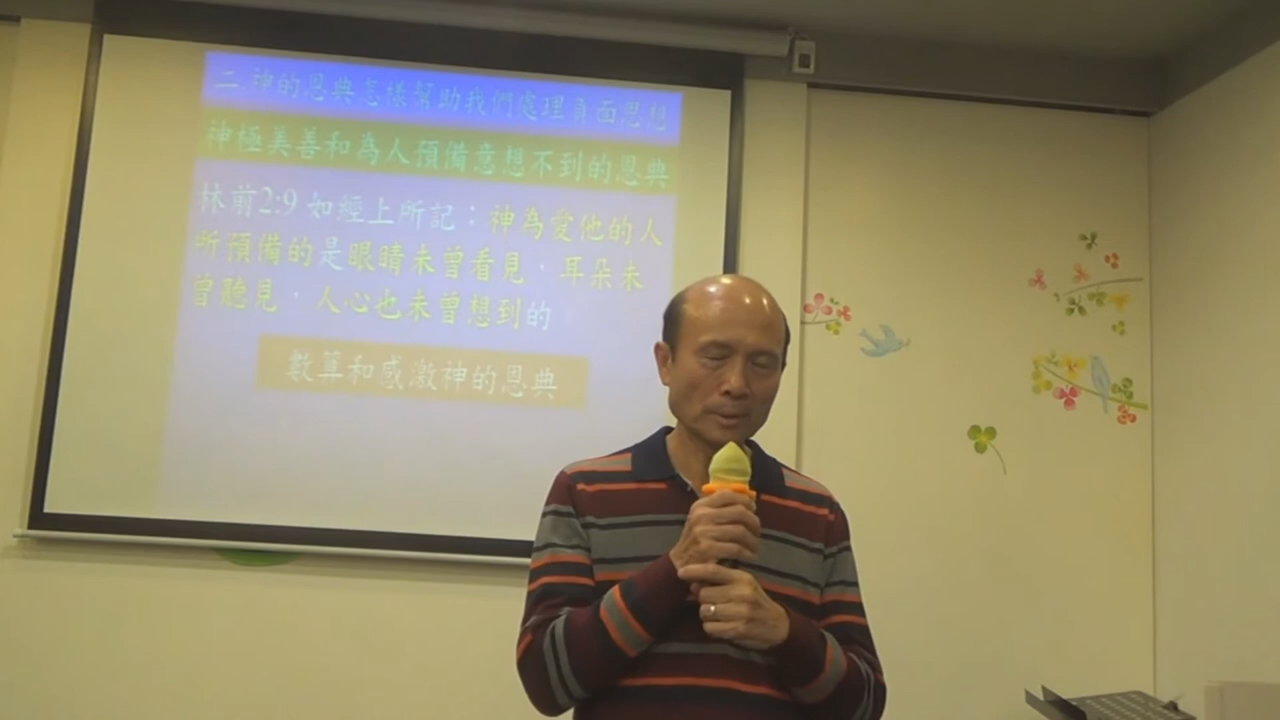 二 神的恩典怎樣幫助我們處理負面思想
神極美善和為人預備意想不到的恩典
林前2:9 如經上所記：神為愛他的人
所預備的是眼睛未曾看見，耳朵未
曾聽見，人心也未曾想到的
數算和感激神的恩典